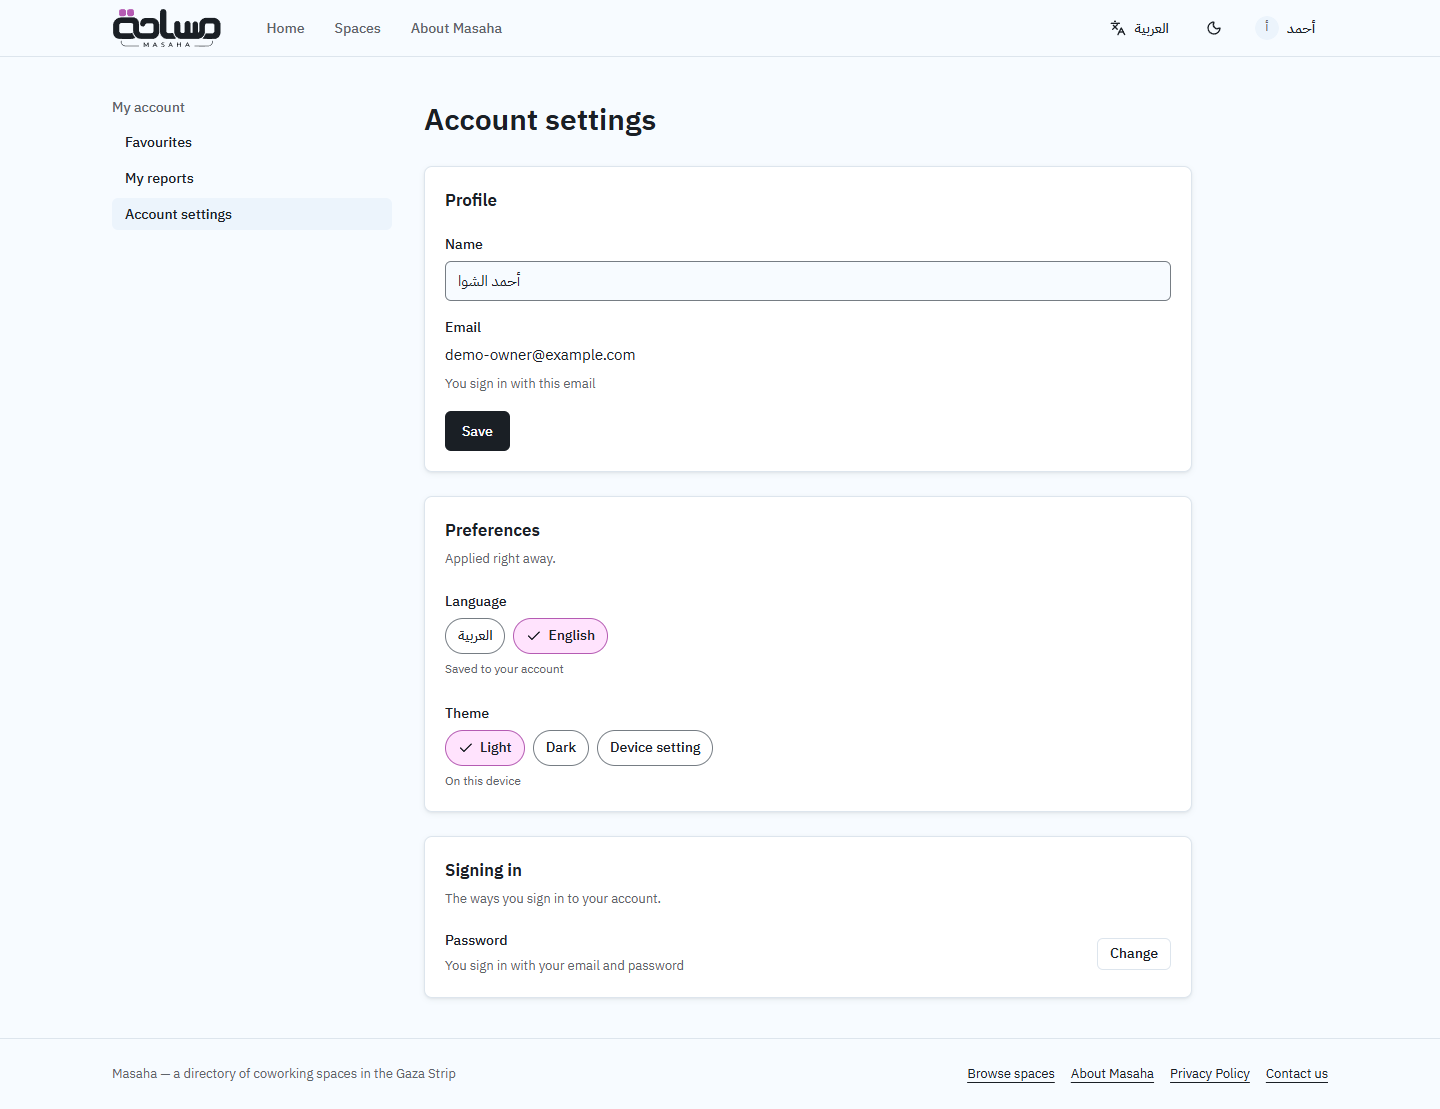 مساحة
MASAHA
Home
Spaces
About Masaha
العربية
أ
أحمد
My account
Favourites
My reports
Account settings
Account settings
Profile
Name
أحمد الشوا
Email
demo-owner@example.com
You sign in with this email
Save
Preferences
Applied right away.
Language
العربية
English
Saved to your account
Theme
Light
Dark
Device setting
On this device
Signing in
The ways you sign in to your account.
Password
You sign in with your email and password
Change
Masaha — a directory of coworking spaces in the Gaza Strip
Browse spaces
About Masaha
Privacy Policy
Contact us